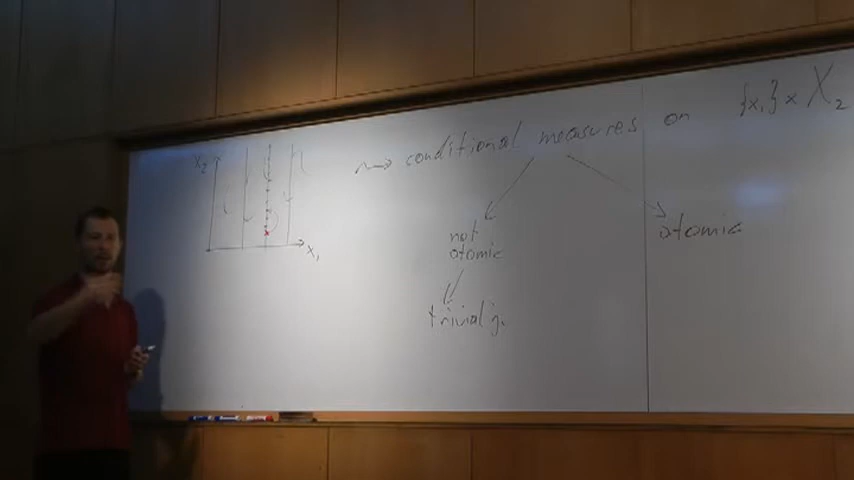 ⇝ conditional measures on {x₁} × X₂
X₂
x₁
not
atomic
atomic
trivial j.